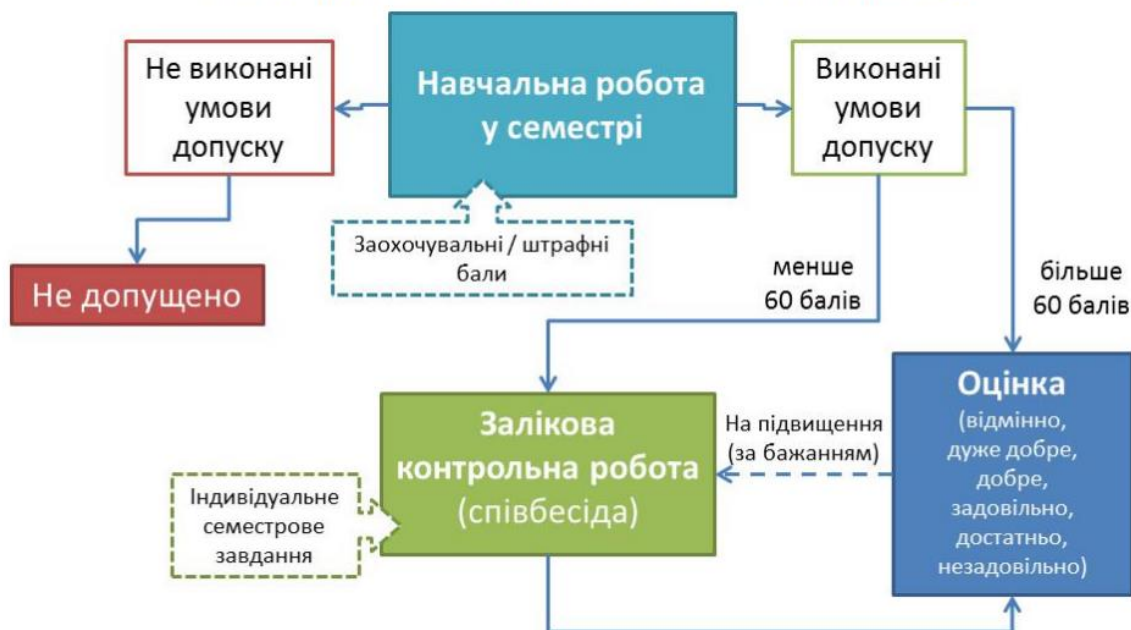 Не виконані
умови
допуску
Навчальна робота
у семестрі
Виконані
умови
допуску
Заохочувальні / штрафні
бали
Не допущено
менше
60 балів
більше
60 балів
Залікова
контрольна робота
(співбесіда)
На підвищення
(за бажанням)
Оцінка
(відмінно,
дуже добре,
добре,
задовільно,
достатньо,
незадовільно)
Індивідуальне
семестрове
завдання